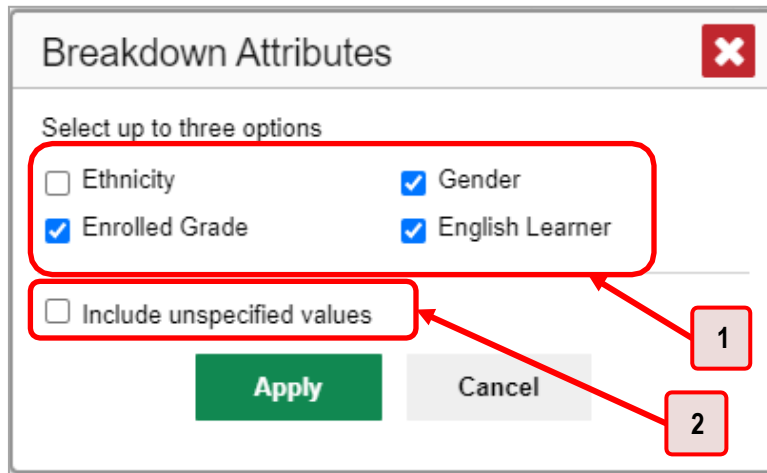 Breakdown Attributes
Select up to three options
Ethnicity Gender
Enrolled Grade English Learner
Include unspecified values
1
Apply Cancel
2